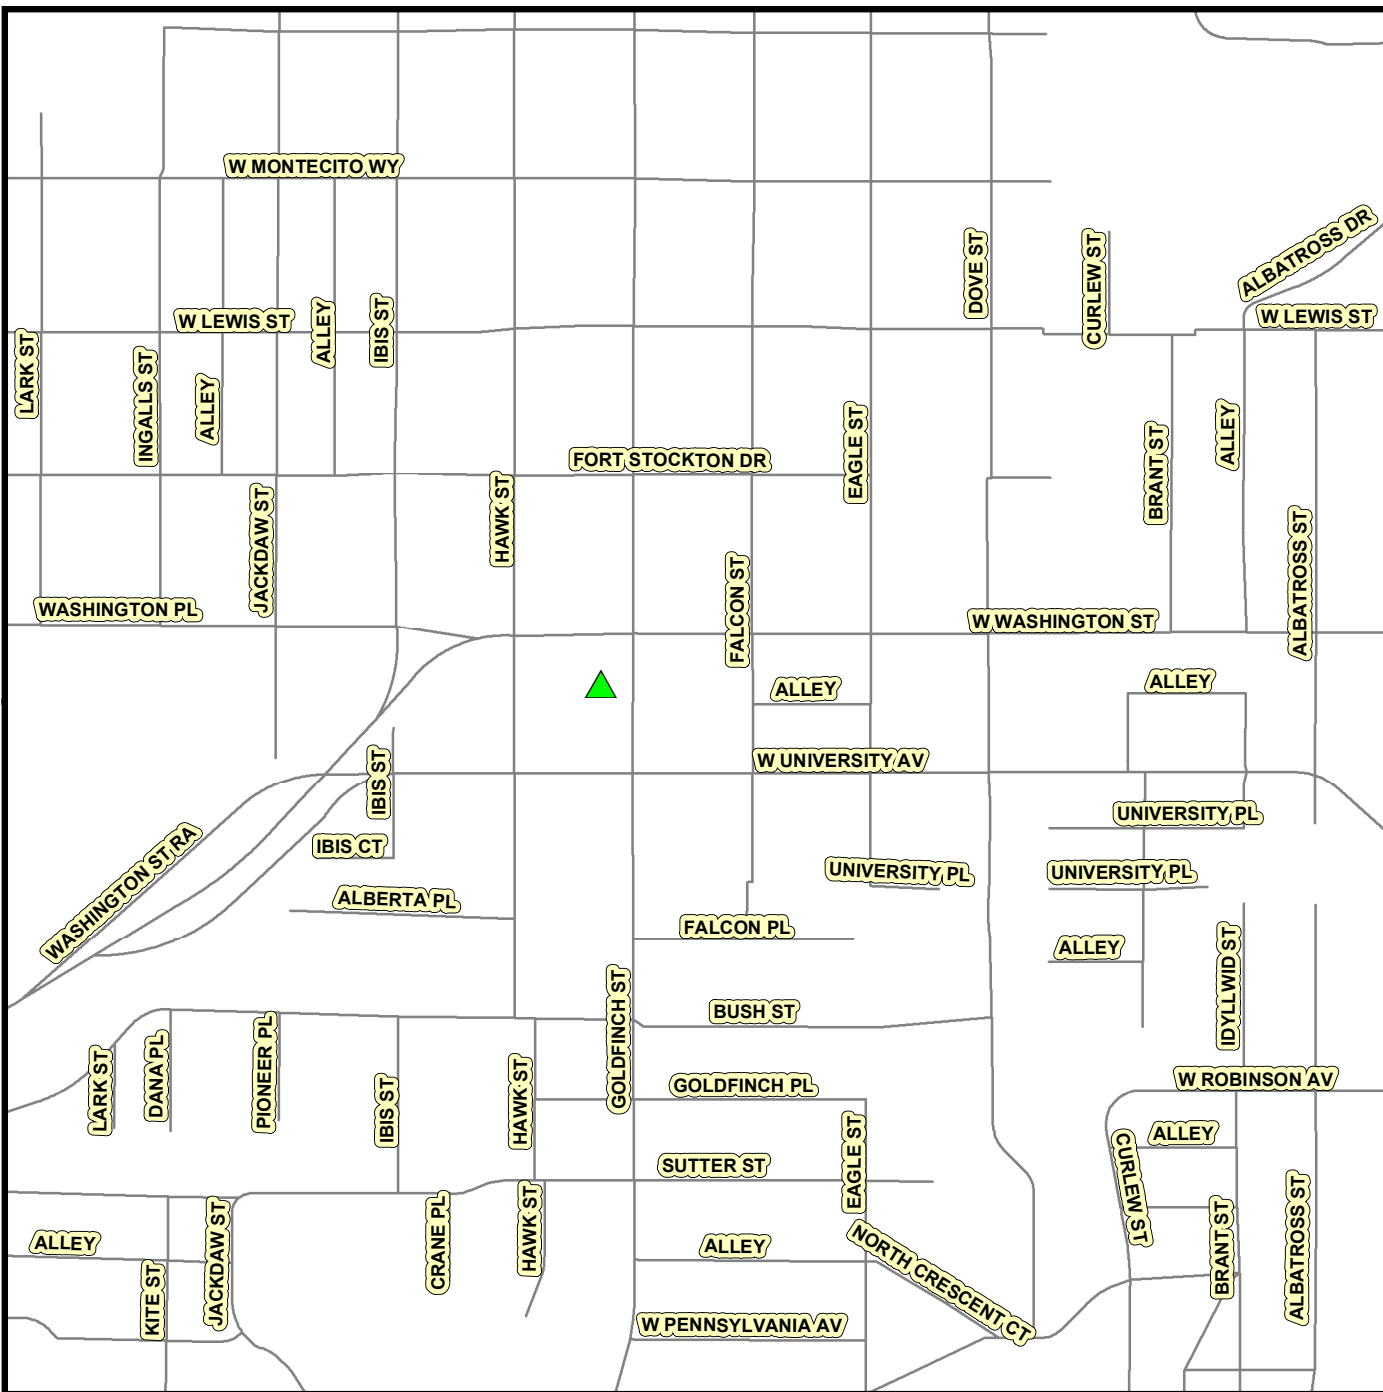 W MONTECITO WY
ALBATROSS DR
DOVE ST
CURLEW ST
W LEWIS ST
ALLEY
IBIS ST
W LEWIS ST
LARK ST
INGALLS ST
ALLEY
EAGLE ST
BRANT ST
ALLEY
FORT STOCKTON DR
JACKDAW ST
HAWK ST
FALCON ST
ALBATROSS ST
WASHINGTON PL
W WASHINGTON ST
ALLEY
ALLEY
W UNIVERSITY AV
IBIS ST
UNIVERSITY PL
IBIS CT
WASHINGTON ST RA
UNIVERSITY PL
UNIVERSITY PL
ALBERTA PL
FALCON PL
ALLEY
IDYLLWID ST
GOLDFINCH ST
BUSH ST
LARK ST
DANA PL
PIONEER PL
IBIS ST
HAWK ST
GOLDFINCH PL
W ROBINSON AV
ALLEY
EAGLE ST
SUTTER ST
CURLEW ST
JACKDAW ST
CRANE PL
HAWK ST
ALLEY
ALLEY
BRANT ST
ALBATROSS ST
NORTH CRESCENT CT
KITE ST
W PENNSYLVANIA AV